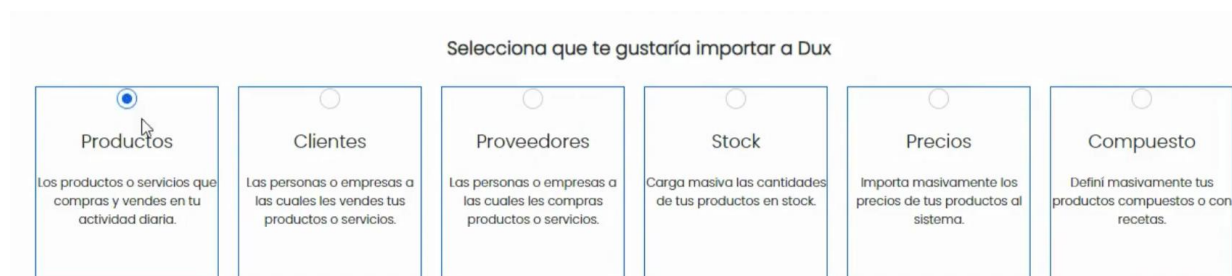 Selecciona que te gustaría importar a Dux
Productos
Los productos o servicios que
compras y vendes en tu
actividad diaria.
Clientes
Las personas o empresas a
las cuales les vendes tus
productos o servicios.
Proveedores
Las personas o empresas a
las cuales les compras
productos o servicios.
Stock
Carga masiva las cantidades
de tus productos en stock.
Precios
Importa masivamente los
precios de tus productos al
sistema.
Compuesto
Definí masivamente tus
productos compuestos o con
recetas.